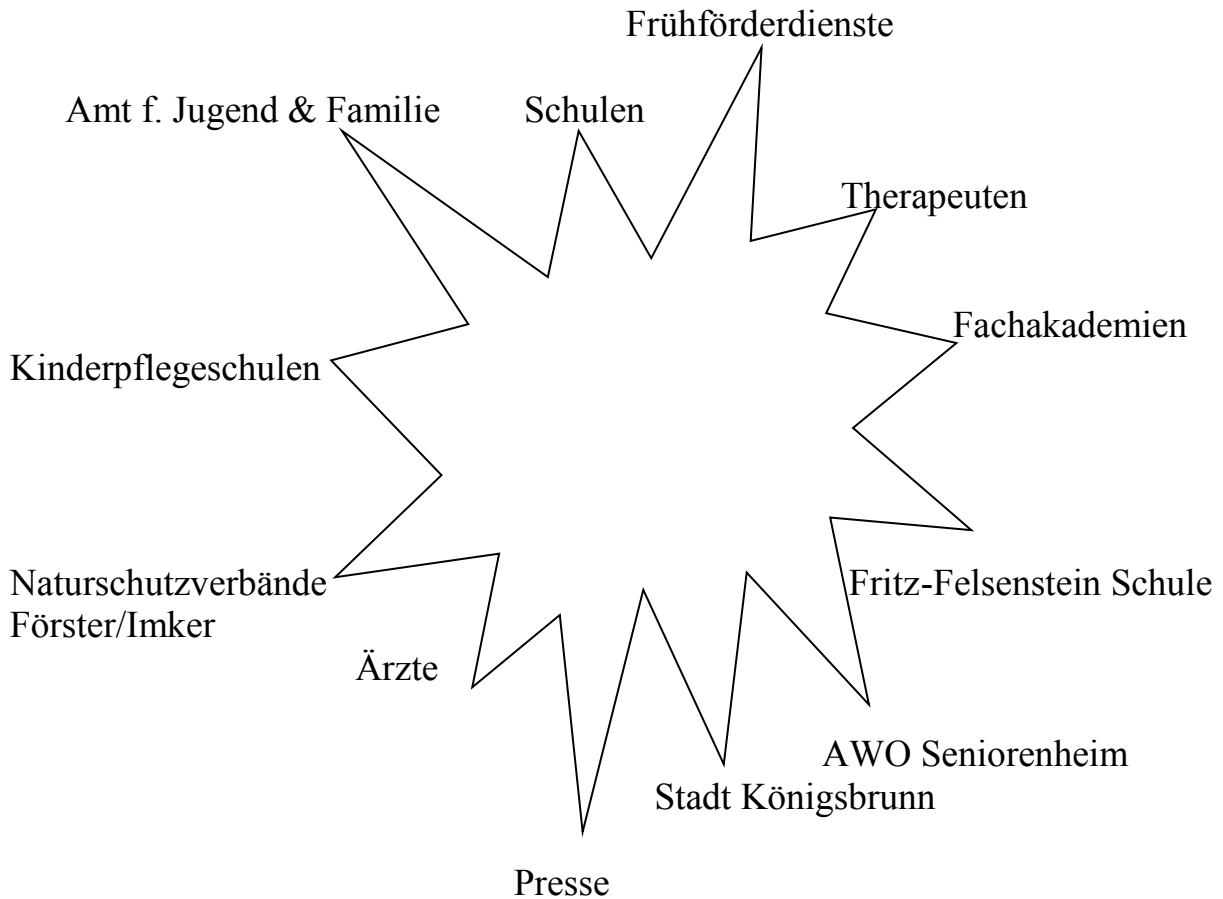 Frühförderdienste
Amt f. Jugend & Familie
Schulen
Therapeuten
Fachakademien
Kinderpflegeschulen
Naturschutzverbände
Förster/Imker
Fritz-Felsenstein Schule
Ärzte
AWO Seniorenheim
Stadt Königsbrunn
Presse